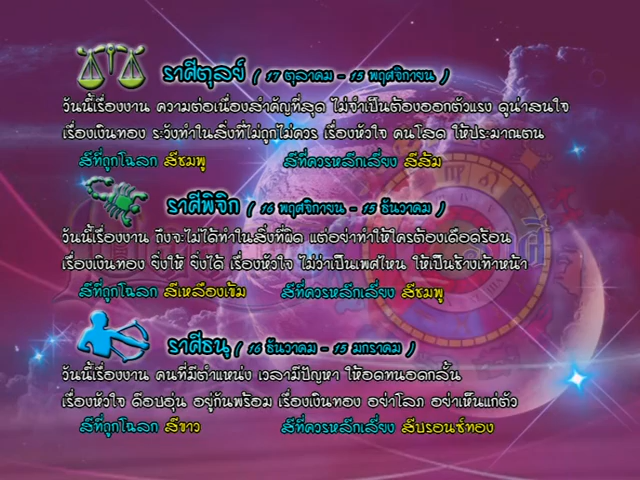 ราศีตุลย์ ( 17 ตุลาคม - 15 พฤศจิกายน )
วันนี้เรื่องงาน ความต่อเนื่องสำคัญที่สุด ไม่จำเป็นต้องออกตัวแรง ดูน่าสนใจ
เรื่องเงินทอง ระวังทำในสิ่งที่ไม่ถูกไม่ควร เรื่องหัวใจ คนโสด ให้ประมาณตน
สีที่ถูกโฉลก สีชมพู สีที่ควรหลีกเลี่ยง สีส้ม
ราศีพิจิก ( 16 พฤศจิกายน - 15 ธันวาคม )
วันนี้เรื่องงาน ถึงจะไม่ได้ทำในสิ่งที่ผิด แต่อย่าทำให้ใครต้องเดือดร้อน
เรื่องเงินทอง ยิ่งให้ ยิ่งได้ เรื่องหัวใจ ไม่ว่าเป็นเพศไหน ให้เป็นช้างเท้าหน้า
สีที่ถูกโฉลก สีเหลืองเข้ม สีที่ควรหลีกเลี่ยง สีชมพู
ราศีธนู ( 16 ธันวาคม - 15 มกราคม )
วันนี้เรื่องงาน คนที่มีตำแหน่ง เวลามีปัญหา ให้อดทนอดกลั้น
เรื่องหัวใจ อบอุ่น อยู่กันพร้อม เรื่องเงินทอง อย่าโลภ อย่าเห็นแก่ตัว
สีที่ถูกโฉลก สีขาว สีที่ควรหลีกเลี่ยง สีบรอนซ์ทอง